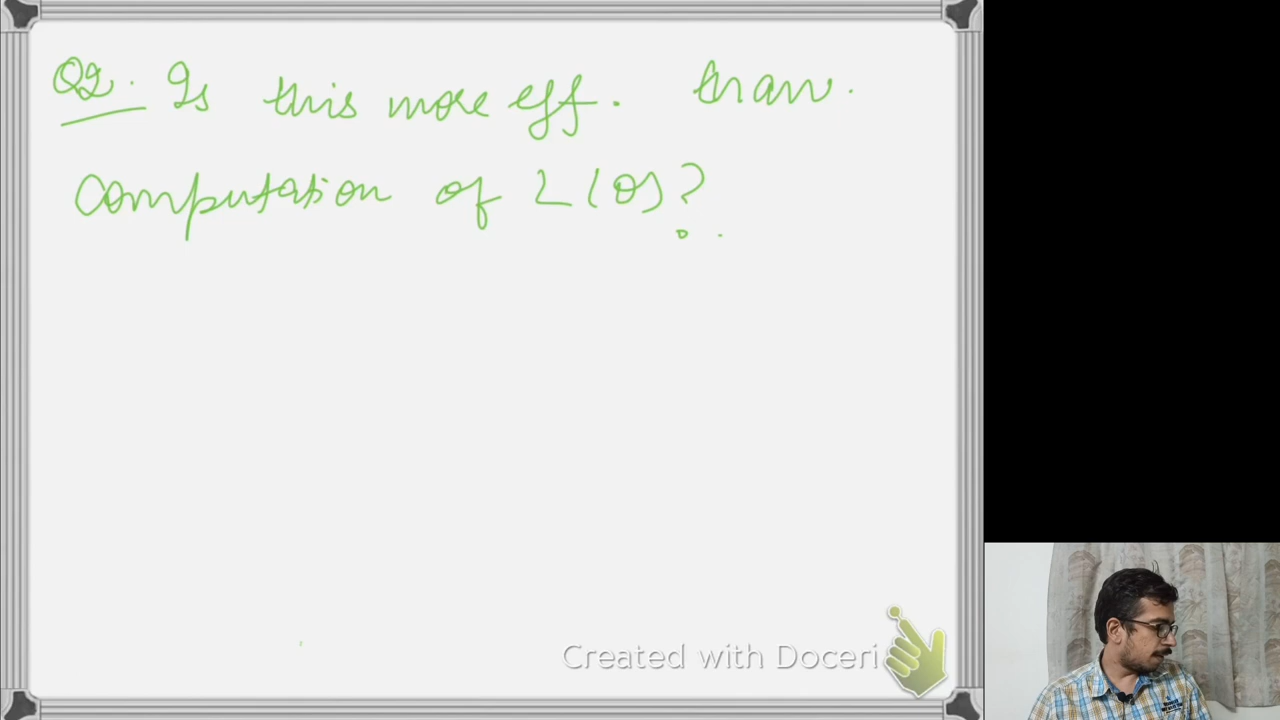 Q2. Is this more eff. than.
computation of L(θ)?
Created with Doceri